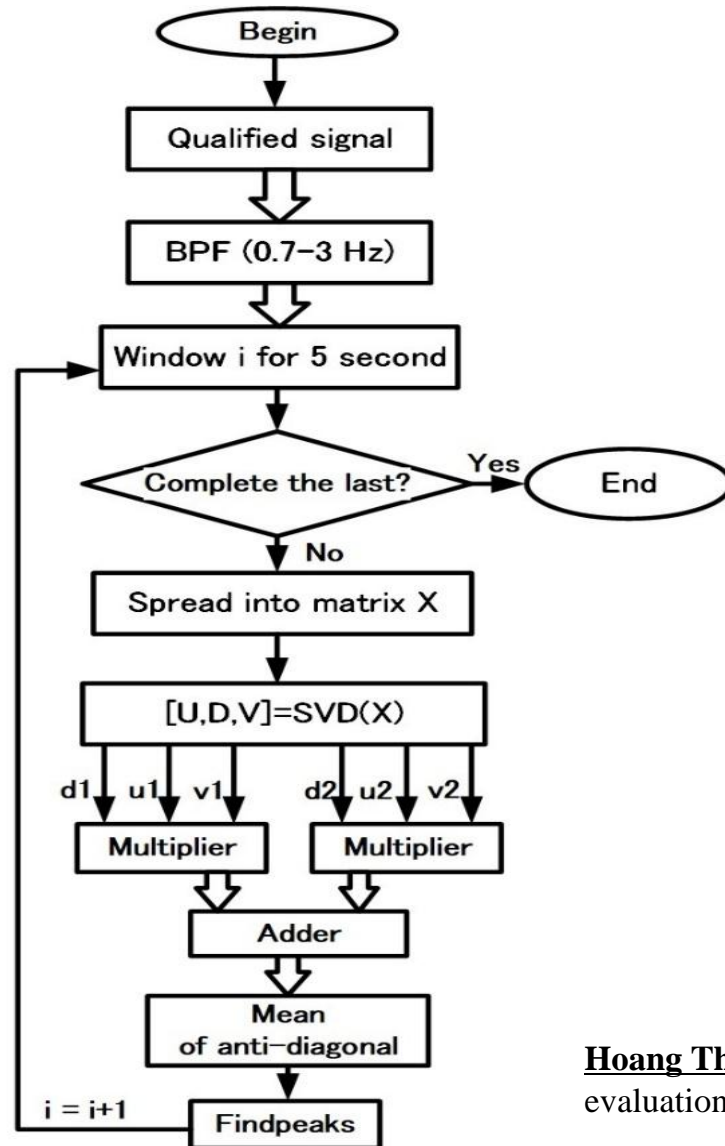 Begin
Qualified signal
BPF (0.7-3 Hz)
Window i for 5 second
Complete the last?
Yes
End
No
Spread into matrix X
[U,D,V]=SVD(X)
d1 u1 v1 d2 u2 v2
Multiplier Multiplier
Adder
Mean
of anti-diagonal
i = i+1
Findpeaks
Hoang Th
evaluation